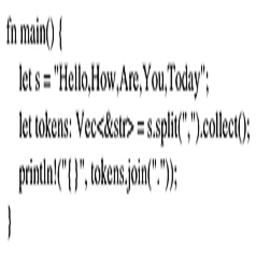 fn main() {
let s = "Hello,How,Are,You,Today";
let tokens: Vec<&str> = s.split(",").collect();
println!("{}", tokens.join("."));
}